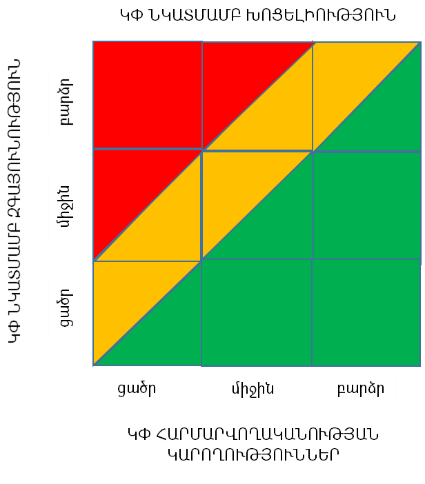 ԿՓ ՆԿԱՏՄԱՄԲ ԽՈՑԵԼԻՈՒԹՅՈՒՆ
ԿՓ ՆԿԱՏՄԱՄԲ ԶԳԱՅՈՒՆՈՒԹՅՈՒՆ
բարձր
միջին
ցածր
ցածր միջին բարձր
ԿՓ ՀԱՐՄԱՐՎՈՂԱԿԱՆՈՒԹՅԱՆ
ԿԱՐՈՂՈՒԹՅՈՒՆՆԵՐ